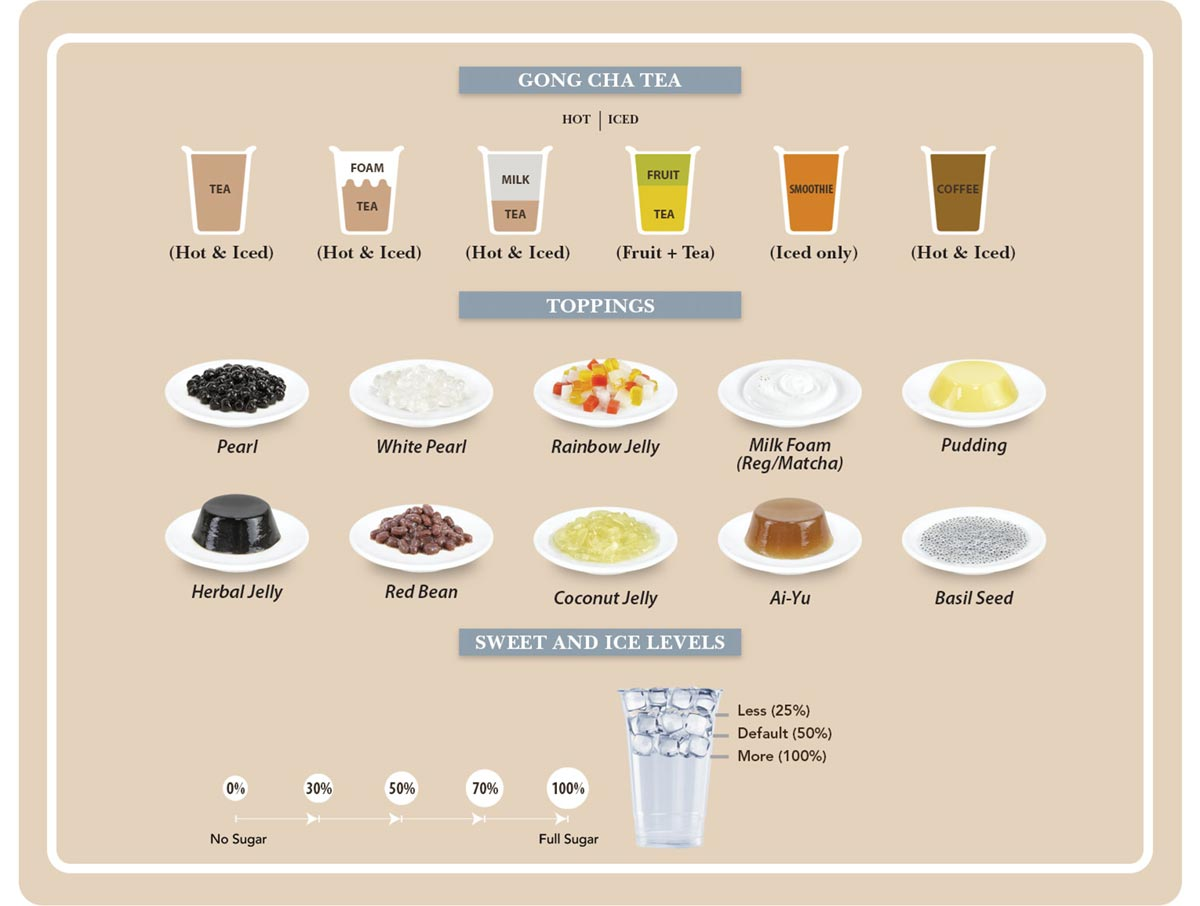 GONG CHA TEA
HOT | ICED
TEA
FOAM
TEA
MILK
TEA
FRUIT
TEA
SMOOTHIE
COFFEE
(Hot & Iced)
(Hot & Iced)
(Hot & Iced)
(Fruit + Tea)
(Iced only)
(Hot & Iced)
TOPPINGS
Pearl
White Pearl
Rainbow Jelly
Milk Foam
(Reg/Matcha)
Pudding
Herbal Jelly
Red Bean
Coconut Jelly
Ai-Yu
Basil Seed
SWEET AND ICE LEVELS
0%
30%
50%
70%
100%
No Sugar
Full Sugar
Less (25%)
Default (50%)
More (100%)